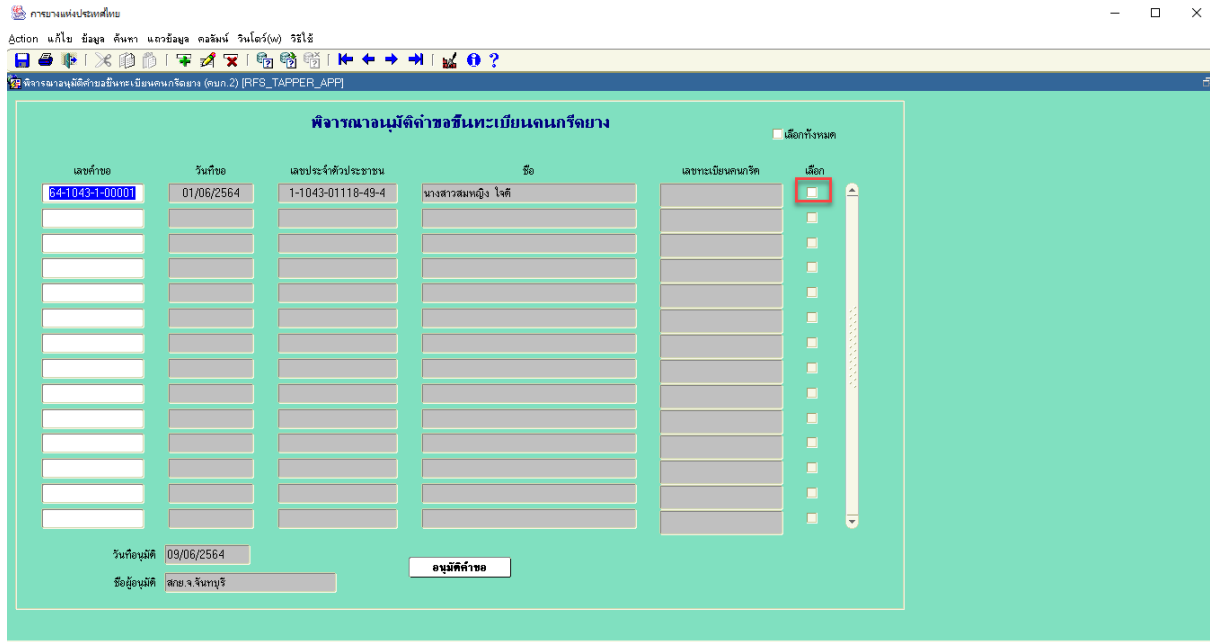 การยางแห่งประเทศไทย
Action แก้ไข ข้อมูล ค้นหา แถวข้อมูล คอลัมน์ วินโดว์(w) วิธีใช้
พิจารณาอนุมัติคำขอขึ้นทะเบียนคนกรีดยาง (คบก.2) [RFS_TAPPER_APP]
พิจารณาอนุมัติคำขอขึ้นทะเบียนคนกรีดยาง
เลือกทั้งหมด
เลขคำขอ วันที่ขอ เลขประจำตัวประชาชน ชื่อ เลขทะเบียนคนกรีด เลือก
64-1043-1-00001 01/06/2564 1-1043-01118-49-4 นางสาวสมหญิง ใจดี
วันที่อนุมัติ 09/06/2564
อนุมัติคำขอ
ชื่อผู้อนุมัติ สกย.จ.จันทบุรี